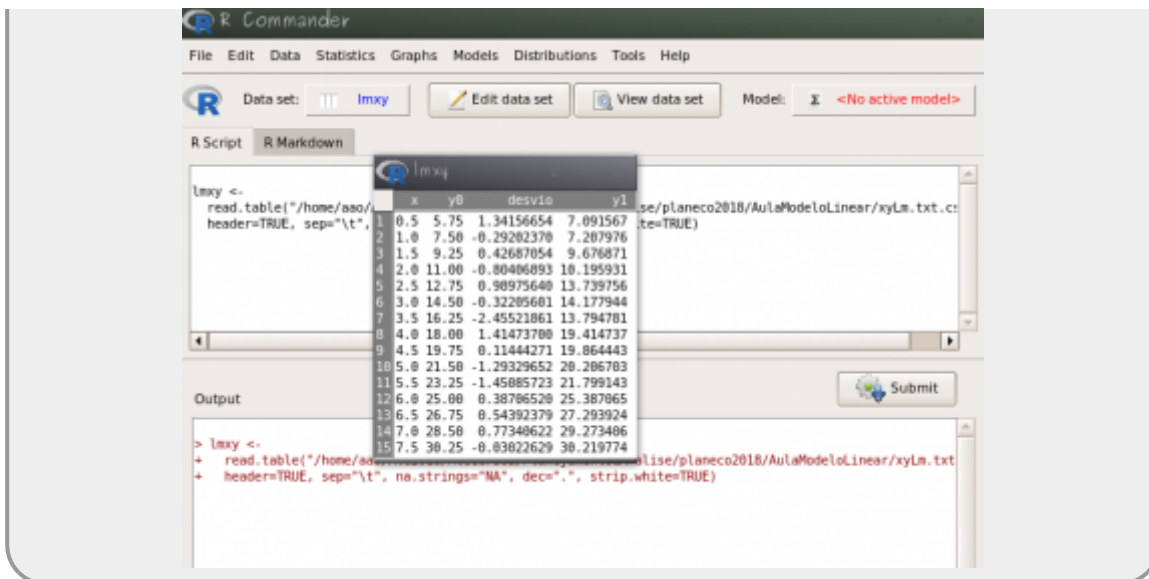 R Commander
File Edit Data Statistics Graphs Models Distributions Tools Help
R Data set: lmxy Edit data set View data set Model: Σ <No active model>
R Script R Markdown
lmxy <-
read.table("/home/aao/ se/planeco2018/AulaModeloLinear/xyLm.txt.cs
header=TRUE, sep="\t", te=TRUE)
lmxy
x y0 desvio y1
1 0.5 5.75 1.34156654 7.091567
2 1.0 7.50 -0.29202370 7.207976
3 1.5 9.25 0.42687054 9.676871
4 2.0 11.00 -0.80406893 10.195931
5 2.5 12.75 0.98975640 13.739756
6 3.0 14.50 -0.32205601 14.177944
7 3.5 16.25 -2.45521861 13.794781
8 4.0 18.00 1.41473700 19.414737
9 4.5 19.75 0.11444271 19.864443
10 5.0 21.50 -1.29329652 20.206703
11 5.5 23.25 -1.45085723 21.799143
12 6.0 25.00 0.38706520 25.387065
13 6.5 26.75 0.54392379 27.293924
14 7.0 28.50 0.77340622 29.273406
15 7.5 30.25 -0.03022629 30.219774
Submit
Output
> lmxy <-
+ read.table("/home/aao/ alise/planeco2018/AulaModeloLinear/xyLm.txt
+ header=TRUE, sep="\t", na.strings="NA", dec=".", strip.white=TRUE)